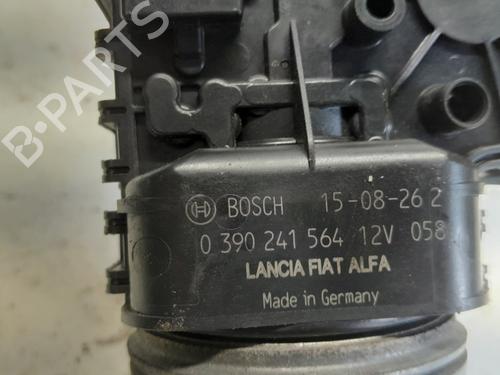 B-PARTS
BOSCH 15-08-26 2
0 390 241 564 12V 058
LANCIA FIAT ALFA
Made in Germany